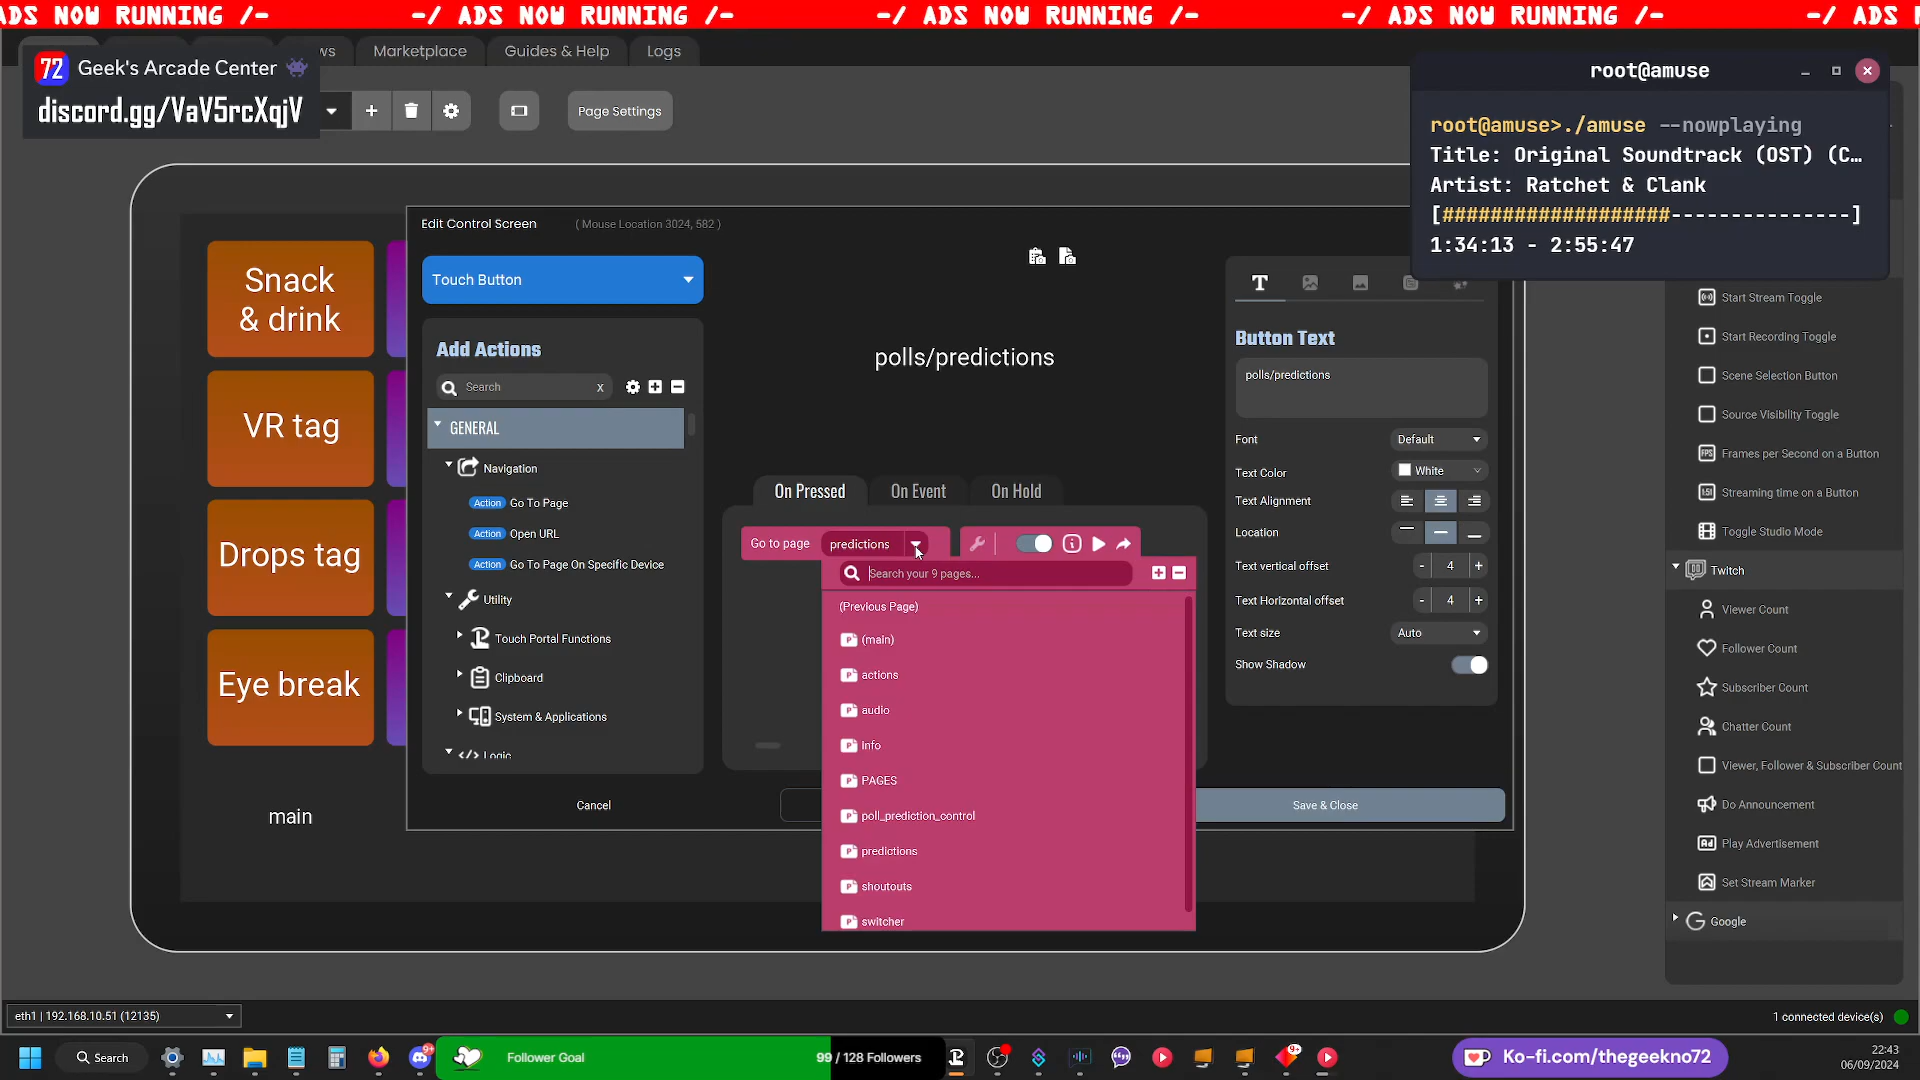 ADS NOW RUNNING /-
-/ ADS NOW RUNNING /-
-/ ADS NOW RUNNING /-
-/ ADS NOW RUNNING /-
-/ ADS
Marketplace
Guides & Help
Logs
72
Geek's Arcade Center
discord.gg/VaV5rcXqjV
Page Settings
root@amuse
root@amuse>./amuse --nowplaying
Title: Original Soundtrack (OST) (C…
Artist: Ratchet & Clank
[###################---------------]
1:34:13 - 2:55:47
Snack
& drink
VR tag
Drops tag
Eye break
main
Edit Control Screen
( Mouse Location 3024, 582 )
Touch Button
Add Actions
Search
x
GENERAL
Navigation
Action Go To Page
Action Open URL
Action Go To Page On Specific Device
Utility
Touch Portal Functions
Clipboard
System & Applications
Logic
Cancel
polls/predictions
On Pressed
On Event
On Hold
Go to page
predictions
Search your 9 pages...
(Previous Page)
(main)
actions
audio
info
PAGES
poll_prediction_control
predictions
shoutouts
switcher
T
Button Text
polls/predictions
Font
Default
Text Color
White
Text Alignment
Location
Text vertical offset
- 4 +
Text Horizontal offset
- 4 +
Text size
Auto
Show Shadow
Save & Close
Start Stream Toggle
Start Recording Toggle
Scene Selection Button
Source Visibility Toggle
FPS Frames per Second on a Button
Streaming time on a Button
Toggle Studio Mode
Twitch
Viewer Count
Follower Count
Subscriber Count
Chatter Count
Viewer, Follower & Subscriber Count
Do Announcement
Ad Play Advertisement
Set Stream Marker
Google
eth1 | 192.168.10.51 (12135)
1 connected device(s)
Search
9+
Follower Goal
99 / 128 Followers
9+
Ko-fi.com/thegeekno72
22:43
06/09/2024